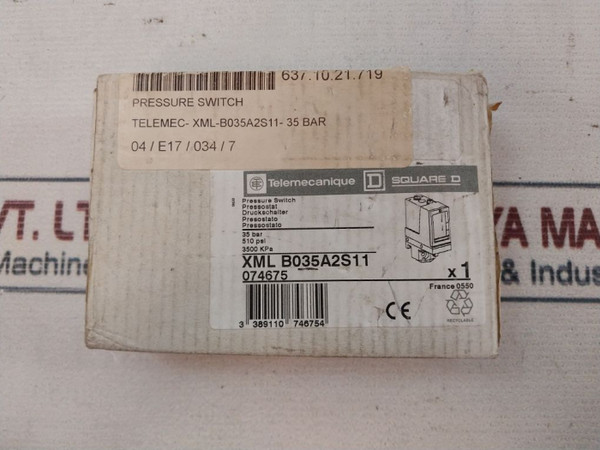 637.10.21.719
PRESSURE SWITCH
TELEMEC- XML-B035A2S11- 35 BAR
04 / E17 / 034 / 7
Telemecanique D SQUARE D
Pressure Switch
Pressostat
Druckschalter
Presostato
Pressostato
35 bar
510 psi
3500 KPa
XML B035A2S11
074675
x 1
France 0550
3 389110 746754
CE
RECYCLABLE
VT. LT
YA MA
Machine
& Indus